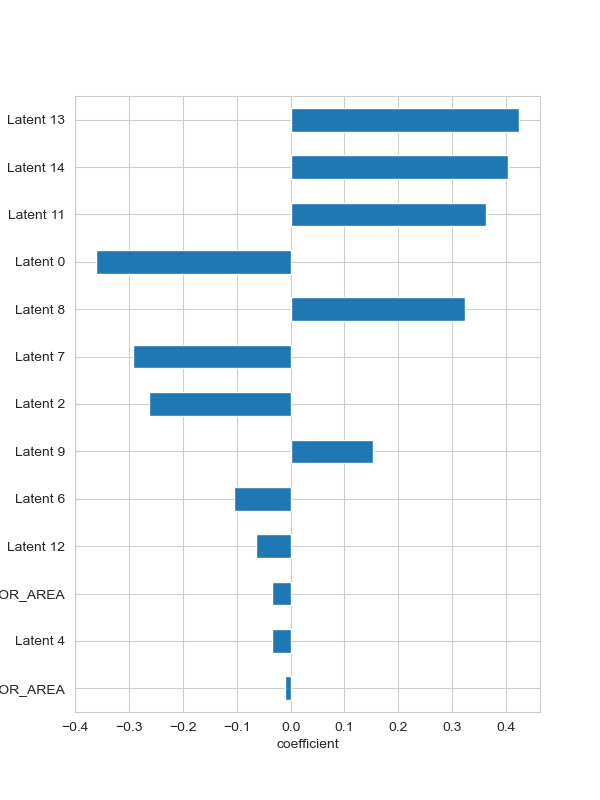 Latent 13
Latent 14
Latent 11
Latent 0
Latent 8
Latent 7
Latent 2
Latent 9
Latent 6
Latent 12
OR_AREA
Latent 4
OR_AREA
−0.4 −0.3 −0.2 −0.1 0.0 0.1 0.2 0.3 0.4
coefficient